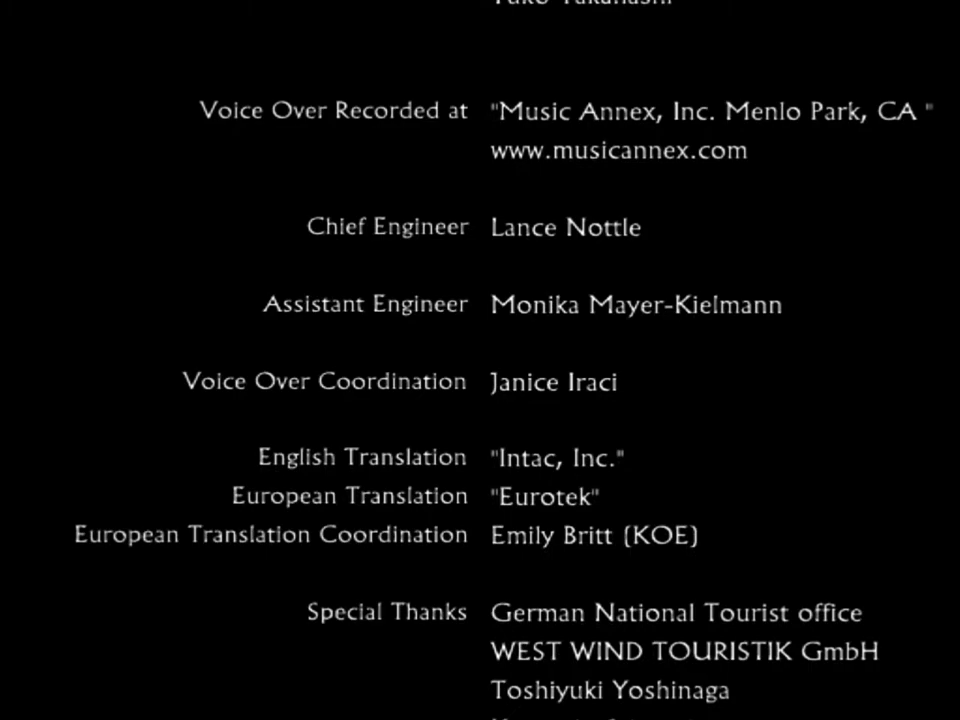 Voice Over Recorded at "Music Annex, Inc. Menlo Park, CA "
www.musicannex.com
Chief Engineer Lance Nottle
Assistant Engineer Monika Mayer-Kielmann
Voice Over Coordination Janice Iraci
English Translation "Intac, Inc."
European Translation "Eurotek"
European Translation Coordination Emily Britt (KOE)
Special Thanks German National Tourist office
WEST WIND TOURISTIK GmbH
Toshiyuki Yoshinaga